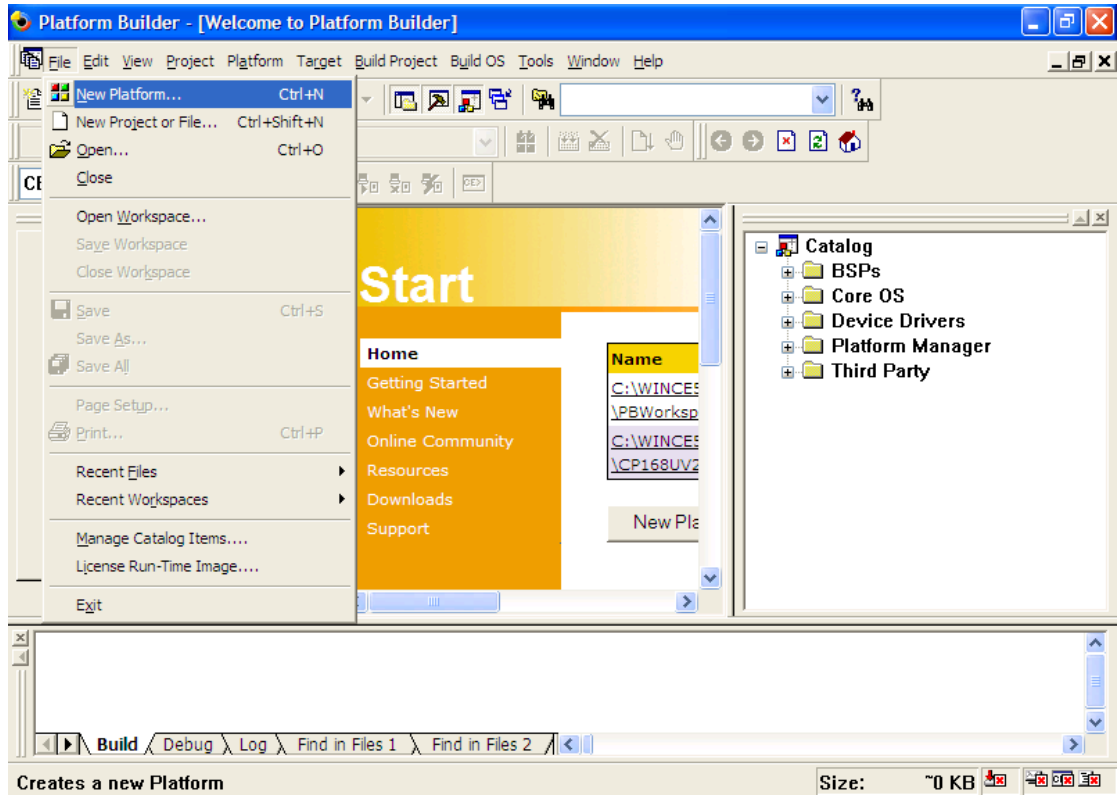 Platform Builder - [Welcome to Platform Builder]
File Edit View Project Platform Target Build Project Build OS Tools Window Help
New Platform... Ctrl+N
New Project or File... Ctrl+Shift+N
Open... Ctrl+O
Close
Open Workspace...
Save Workspace
Close Workspace
Save Ctrl+S
Save As...
Save All
Page Setup...
Print... Ctrl+P
Recent Files
Recent Workspaces
Manage Catalog Items....
License Run-Time Image....
Exit
Start
Home
Getting Started
What's New
Online Community
Resources
Downloads
Support
Name
C:\WINCE5
\PBWorksp
C:\WINCE5
\CP168UV2
New Pla
Catalog
BSPs
Core OS
Device Drivers
Platform Manager
Third Party
Build Debug Log Find in Files 1 Find in Files 2
Creates a new Platform Size: ~0 KB